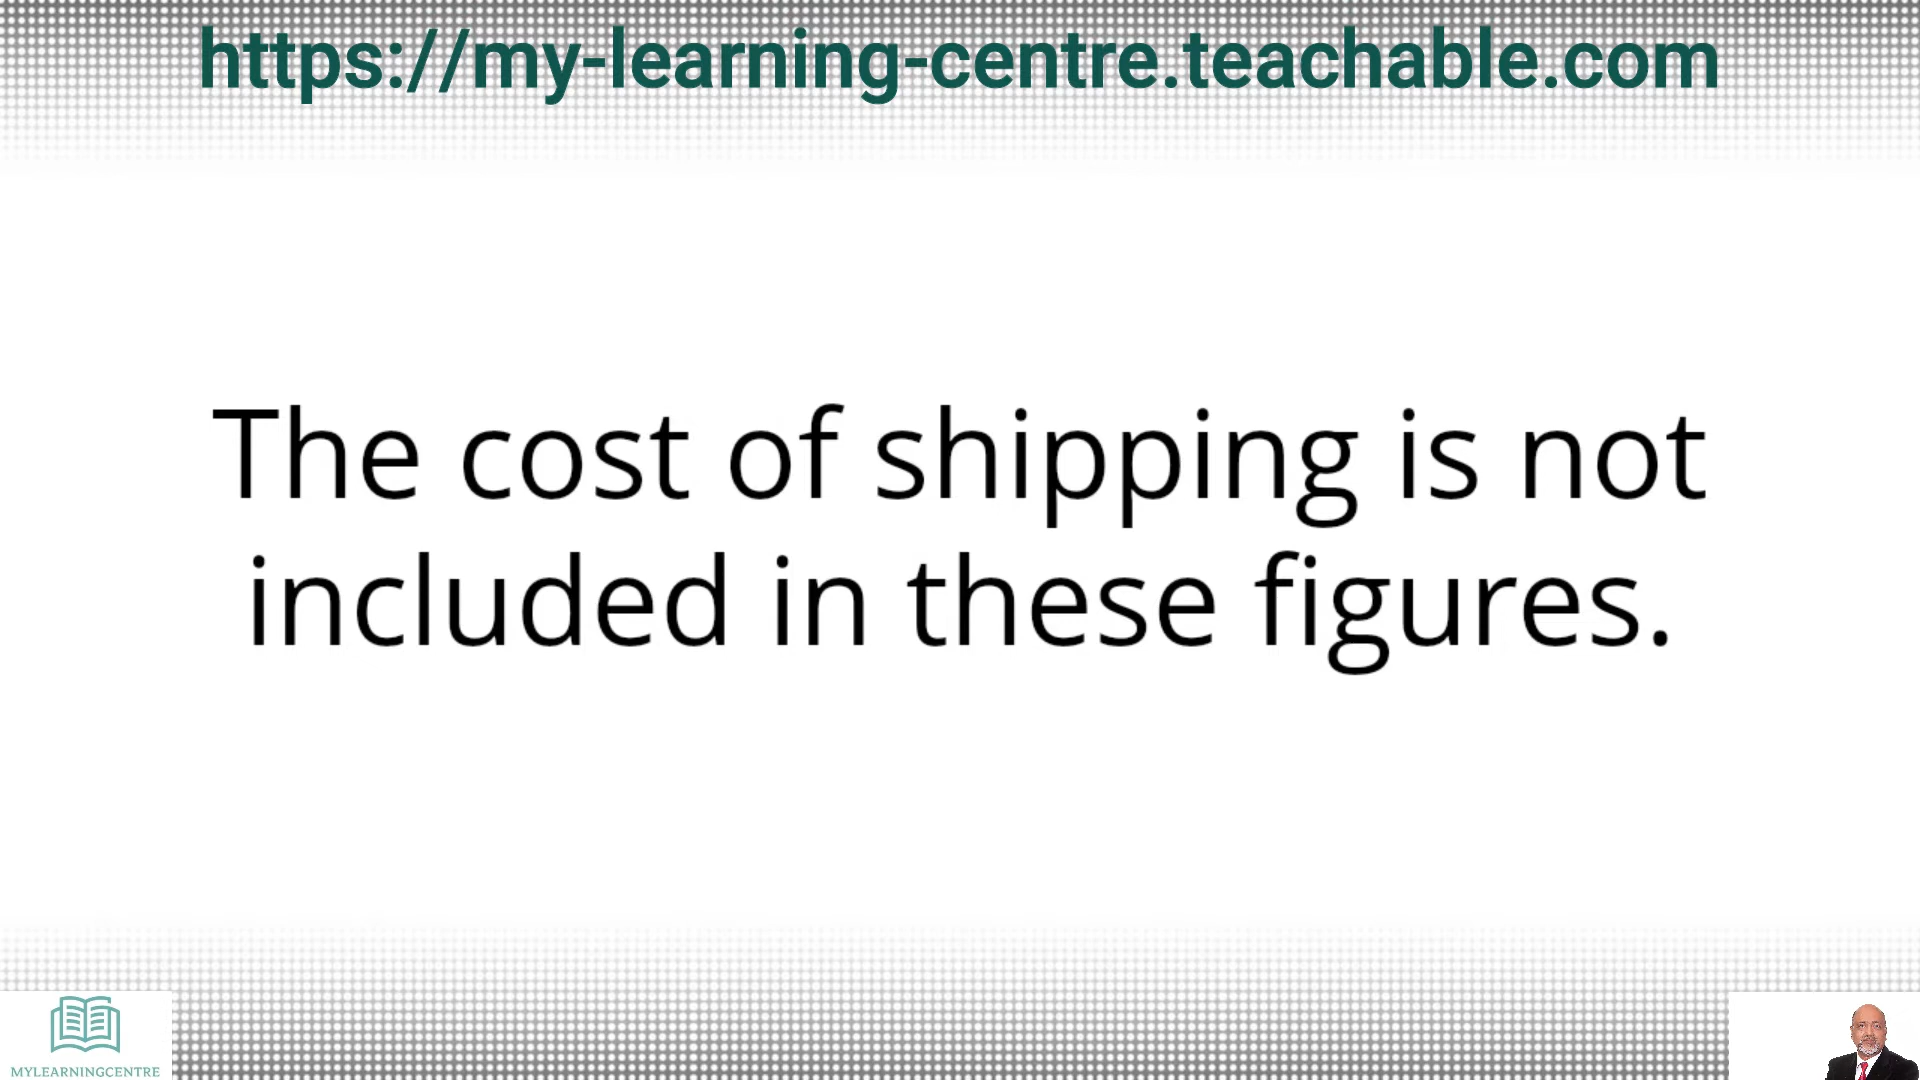 https://my-learning-centre.teachable.com
The cost of shipping is not
included in these figures.
MYLEARNINGCENTRE